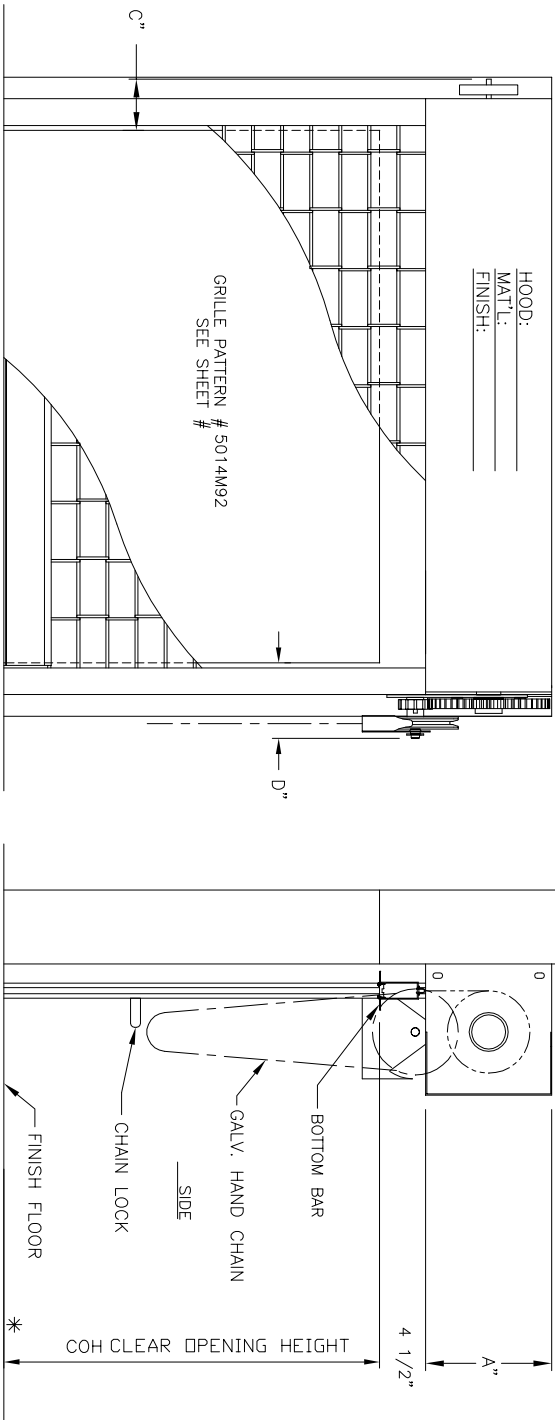 C"
HOOD:
MAT'L:
FINISH:
GRILLE PATTERN # 5014M92
SEE SHEET #
D"
A"
4 1/2"
COH CLEAR OPENING HEIGHT
BOTTOM BAR
GALV. HAND CHAIN
SIDE
CHAIN LOCK
FINISH FLOOR
*